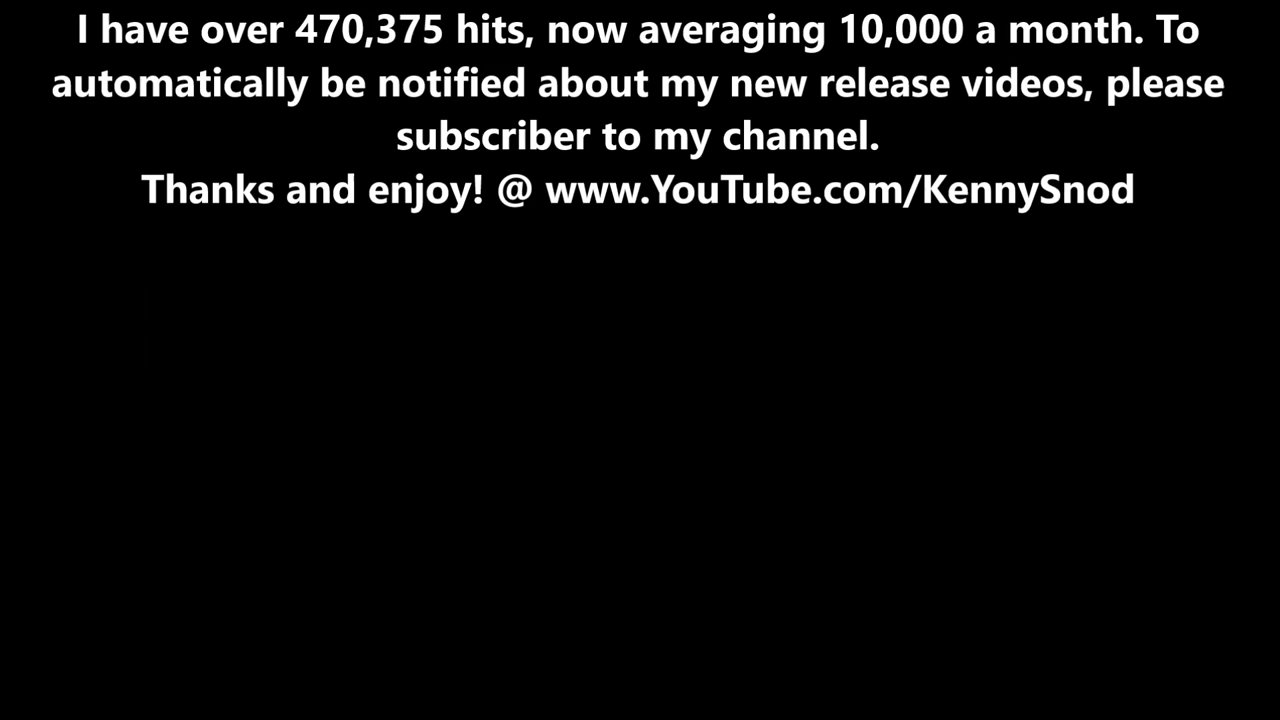 I have over 470,375 hits, now averaging 10,000 a month. To
automatically be notified about my new release videos, please
subscriber to my channel.
Thanks and enjoy! @ www.YouTube.com/KennySnod